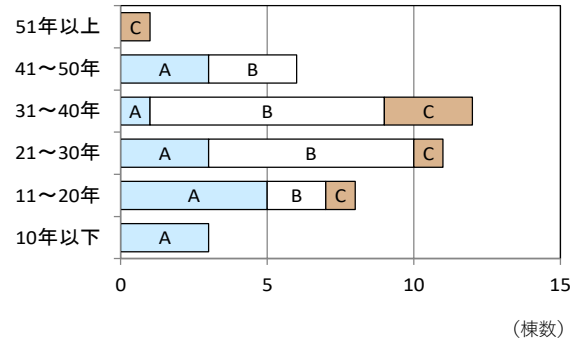 51年以上 C
41～50年 A B
31～40年 A B C
21～30年 A B C
11～20年 A B C
10年以下 A
0 5 10 15
（棟数）